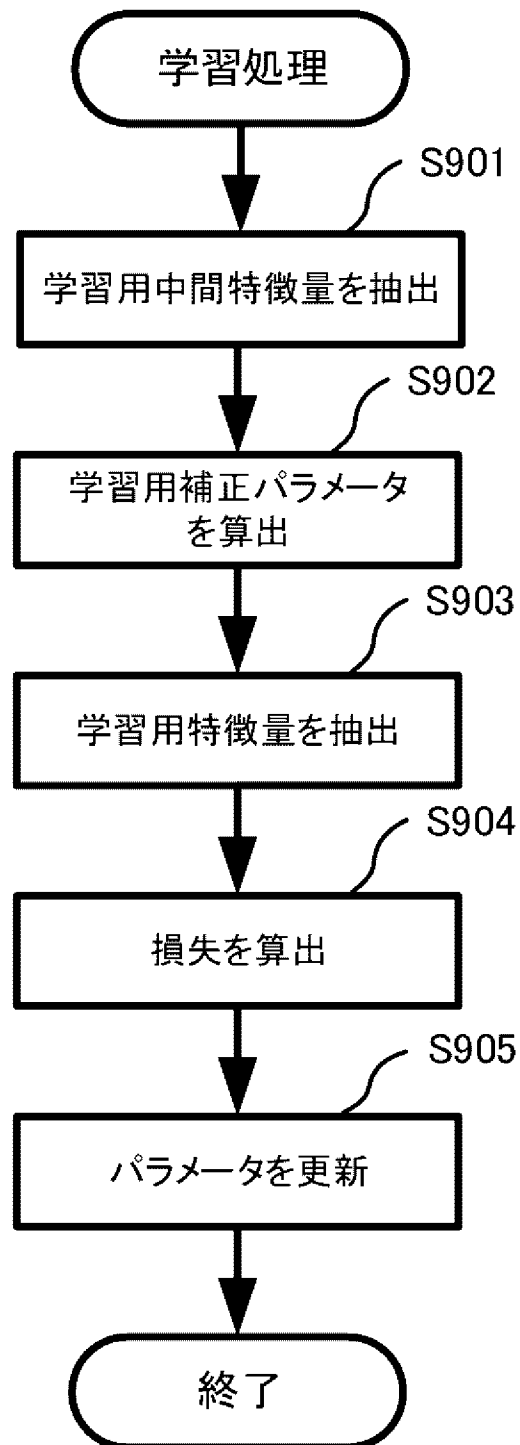 学習処理
S901
学習用中間特徴量を抽出
S902
学習用補正パラメータ
を算出
S903
学習用特徴量を抽出
S904
損失を算出
S905
パラメータを更新
終了